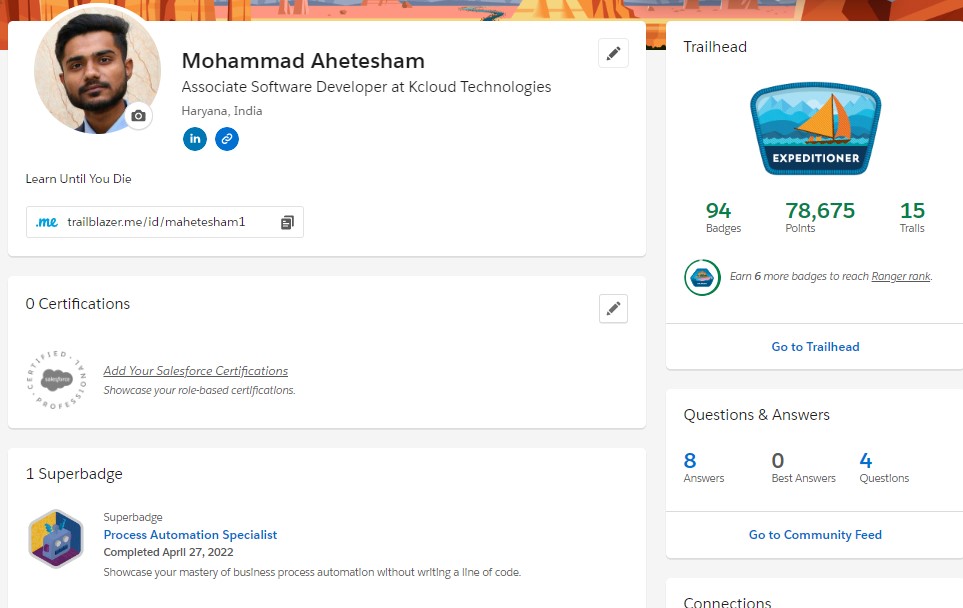 Mohammad Ahetesham
Associate Software Developer at Kcloud Technologies
Haryana, India
in
Learn Until You Die
.me trailblazer.me/id/mahetesham1
0 Certifications
CERTIFIED
salesforce
PROFESSIONAL
Add Your Salesforce Certifications
Showcase your role-based certifications.
1 Superbadge
Superbadge
Process Automation Specialist
Completed April 27, 2022
Showcase your mastery of business process automation without writing a line of code.
Trailhead
EXPEDITIONER
94 78,675 15
Badges Points Trails
Earn 6 more badges to reach Ranger rank.
Go to Trailhead
Questions & Answers
8 0 4
Answers Best Answers Questions
Go to Community Feed
Connections